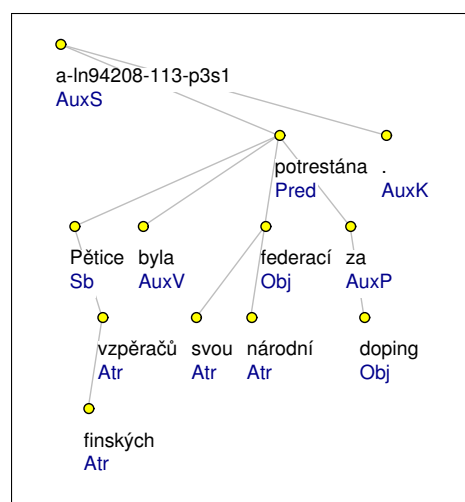 a-ln94208-113-p3s1
AuxS
potrestána .
Pred AuxK
Pětice byla federací za
Sb AuxV Obj AuxP
vzpěračů svou národní doping
Atr Atr Atr Obj
finských
Atr